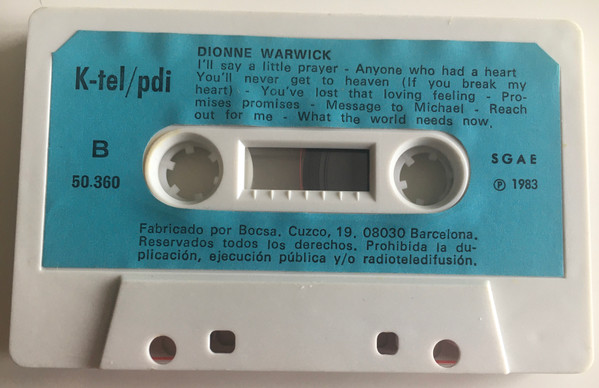 DIONNE WARWICK
I'll say a little prayer - Anyone who had a heart
You'll never get to heaven (If you break my
heart) - You've lost that loving feeling - Pro-
mises promises - Message to Michael - Reach
out for me - What the world needs now.
K-tel/pdi
B
50.360
SGAE
℗ 1983
Fabricado por Bocsa. Cuzco, 19. 08030 Barcelona.
Reservados todos los derechos. Prohibida la du-
plicación, ejecución pública y/o radioteledifusión.